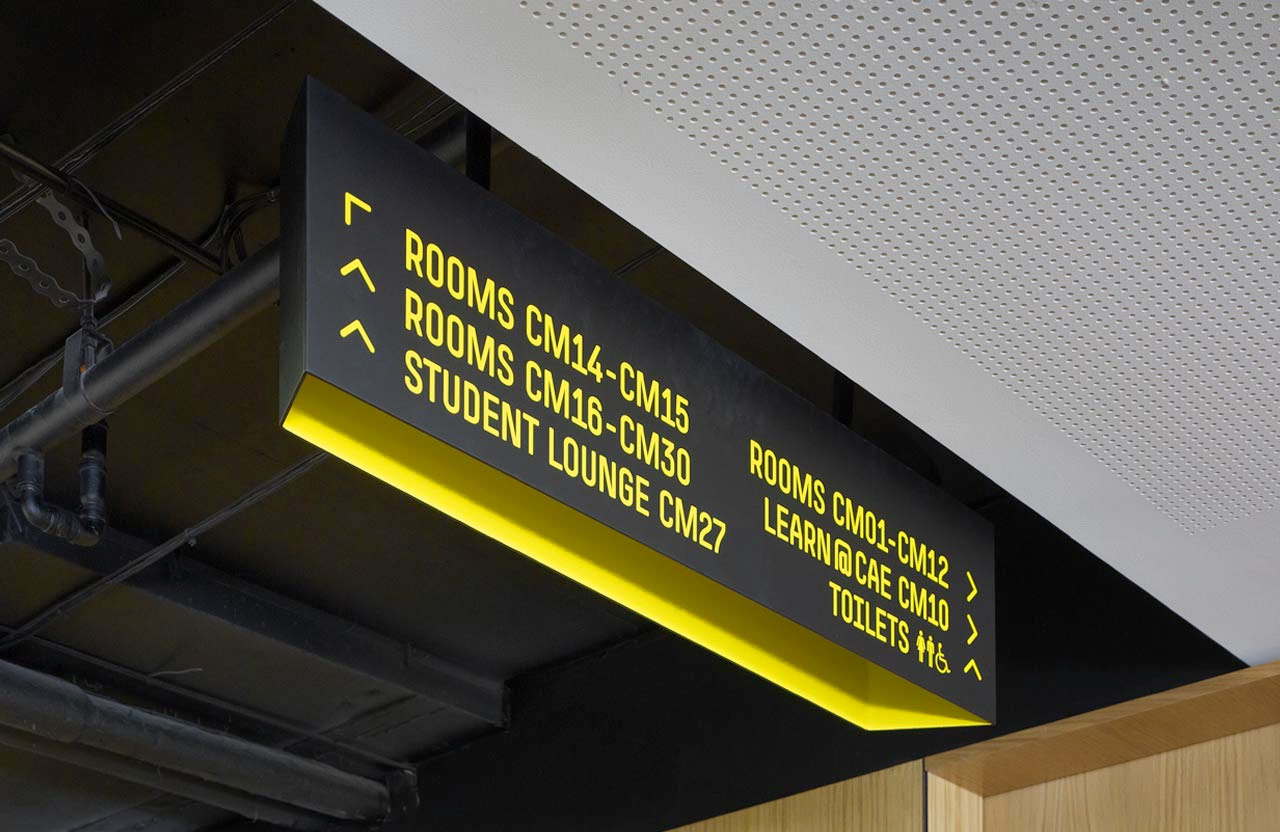 ROOMS CM14-CM15
ROOMS CM16-CM30
STUDENT LOUNGE CM27
ROOMS CM01-CM12
LEARN@CAE CM10
TOILETS